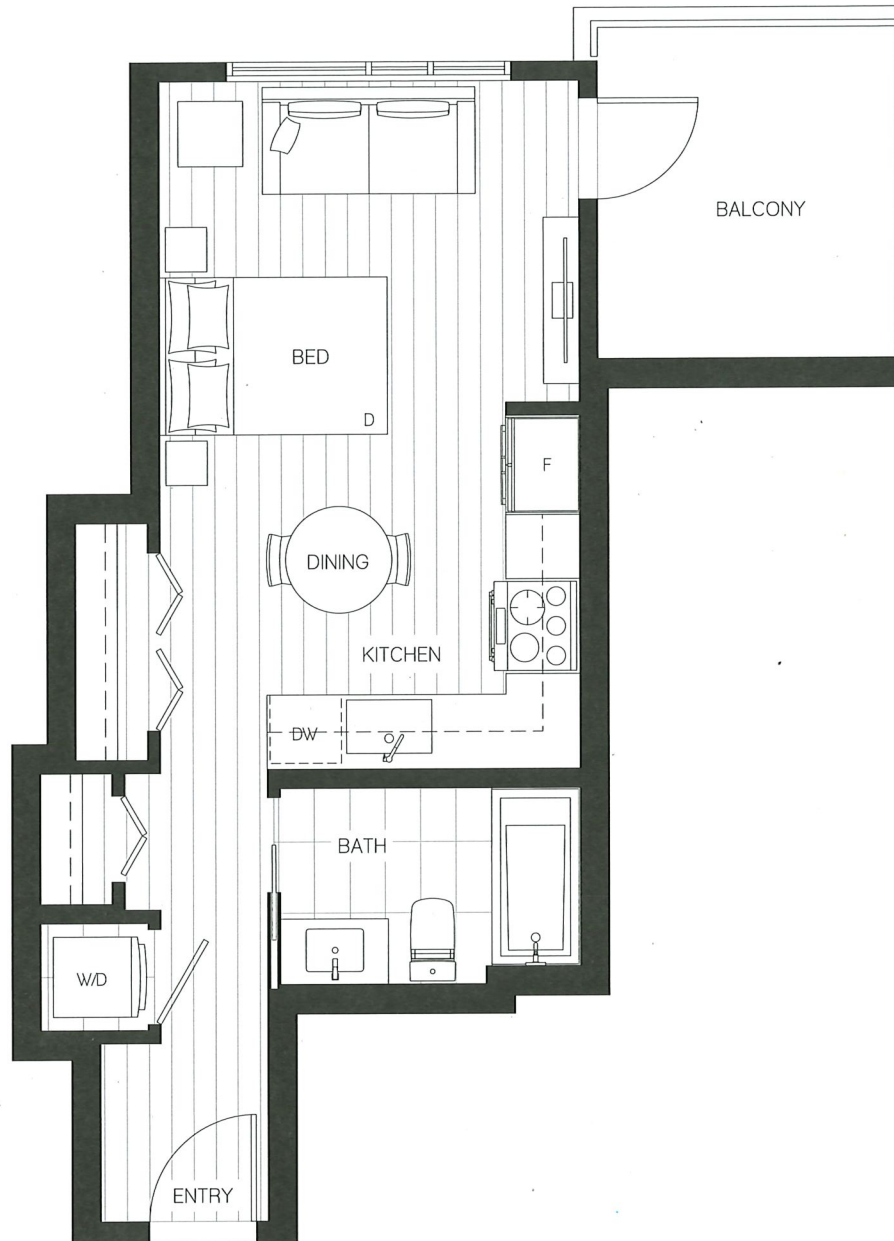 BALCONY
BED
D
F
DINING
KITCHEN
DW
BATH
W/D
ENTRY